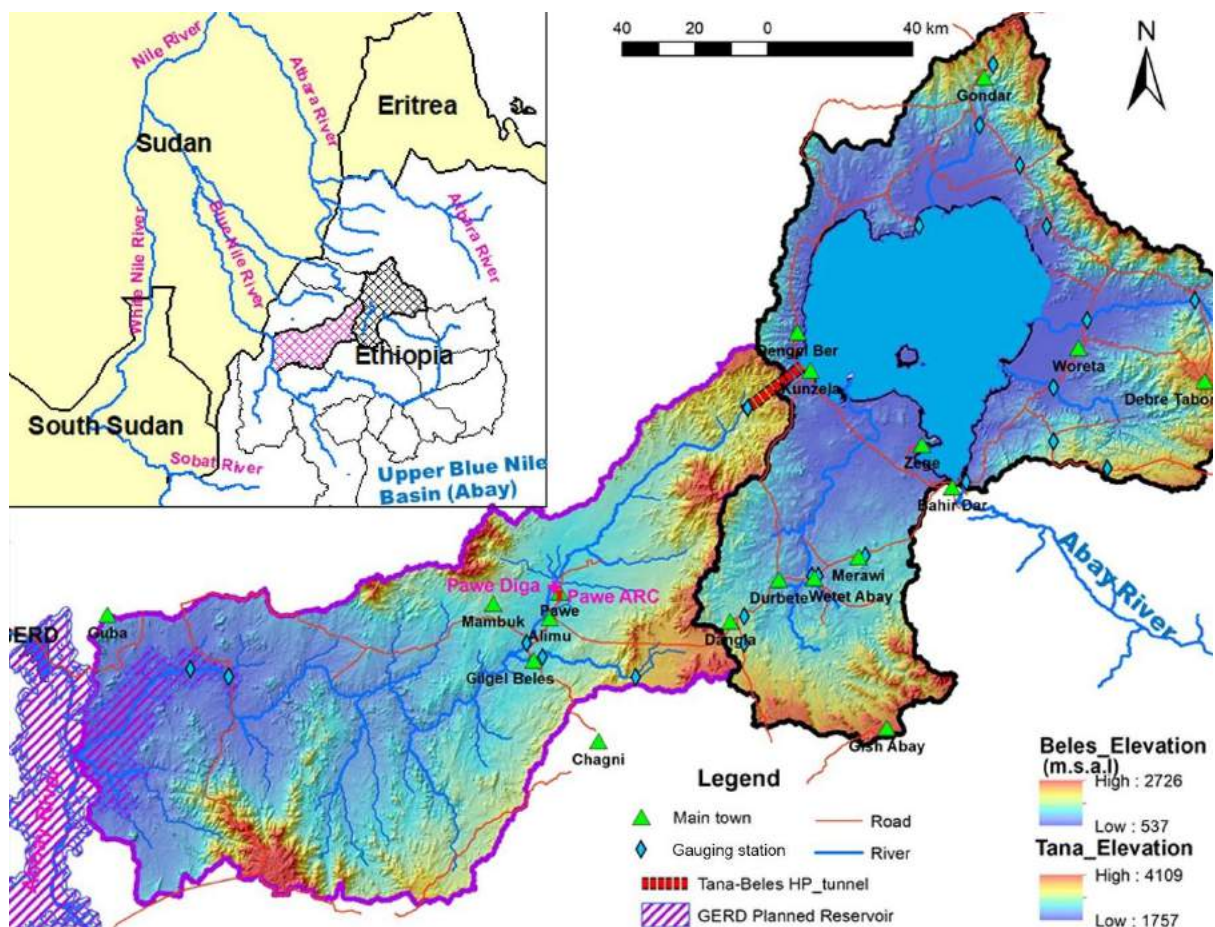 Nile River
Atbara River
Eritrea
Sudan
White Nile River
Blue Nile River
Atbara River
Ethiopia
South Sudan
Sobat River
Upper Blue Nile
Basin (Abay)
40 20 0 40 km
N
Gondar
Dengel Ber
Kunzela
Woreta
Debre Tabor
Zege
Bahir Dar
Abay River
Merawi
Durbete
Wetet Abay
Dangla
Gish Abay
Pawe Diga
Pawe ARC
Pawe
Mambuk
Alimu
Gilgel Beles
Guba
GERD
Chagni
Legend
Main town
Gauging station
Tana-Beles HP_tunnel
GERD Planned Reservoir
Road
River
Beles_Elevation
(m.s.a.l)
High : 2726
Low : 537
Tana_Elevation
High : 4109
Low : 1757